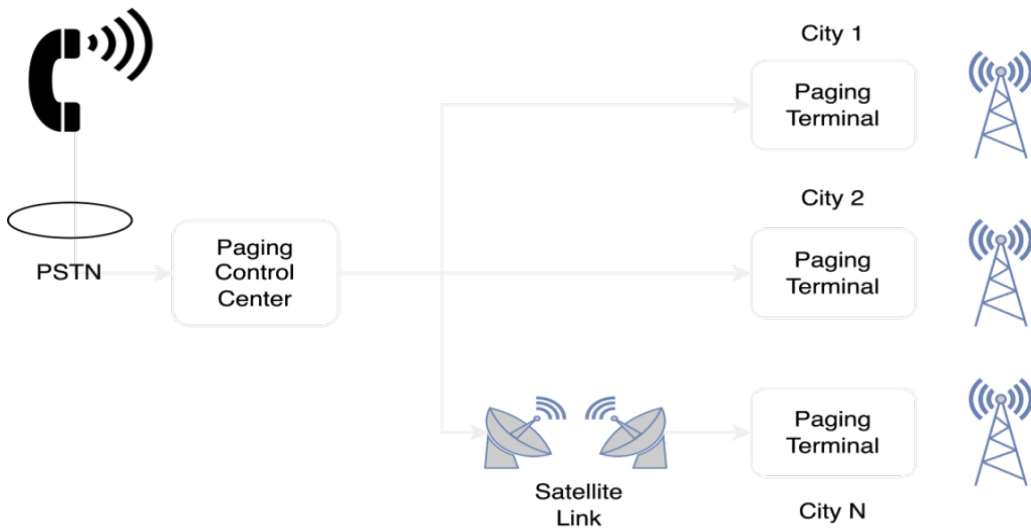 City 1
Paging
Terminal
City 2
PSTN
Paging
Control
Center
Paging
Terminal
Paging
Terminal
Satellite
Link
City N